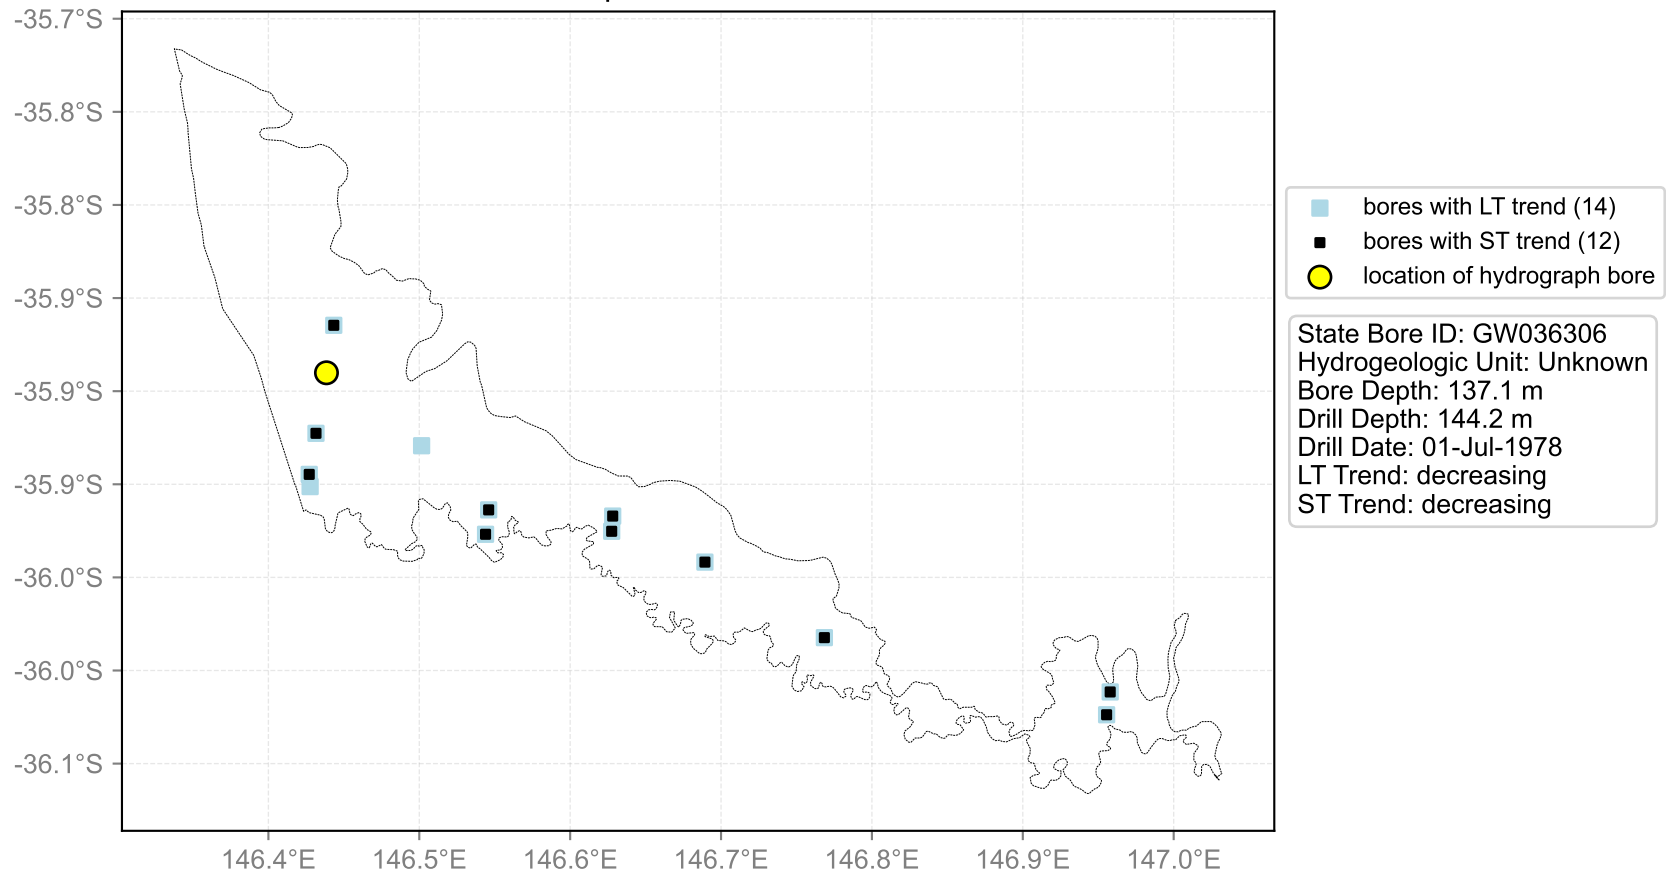 -35.7°S
-35.8°S
-35.8°S
-35.9°S
-35.9°S
-35.9°S
-36.0°S
-36.0°S
-36.1°S
146.4°E 146.5°E 146.6°E 146.7°E 146.8°E 146.9°E 147.0°E
bores with LT trend (14)
bores with ST trend (12)
location of hydrograph bore
State Bore ID: GW036306
Hydrogeologic Unit: Unknown
Bore Depth: 137.1 m
Drill Depth: 144.2 m
Drill Date: 01-Jul-1978
LT Trend: decreasing
ST Trend: decreasing